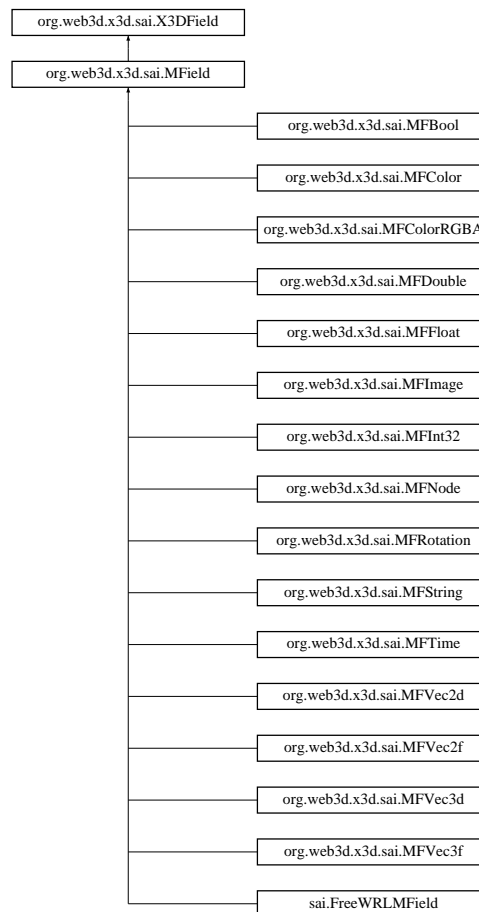 org.web3d.x3d.sai.X3DField
org.web3d.x3d.sai.MField
org.web3d.x3d.sai.MFBool
org.web3d.x3d.sai.MFColor
org.web3d.x3d.sai.MFColorRGBA
org.web3d.x3d.sai.MFDouble
org.web3d.x3d.sai.MFFloat
org.web3d.x3d.sai.MFImage
org.web3d.x3d.sai.MFInt32
org.web3d.x3d.sai.MFNode
org.web3d.x3d.sai.MFRotation
org.web3d.x3d.sai.MFString
org.web3d.x3d.sai.MFTime
org.web3d.x3d.sai.MFVec2d
org.web3d.x3d.sai.MFVec2f
org.web3d.x3d.sai.MFVec3d
org.web3d.x3d.sai.MFVec3f
sai.FreeWRLMField